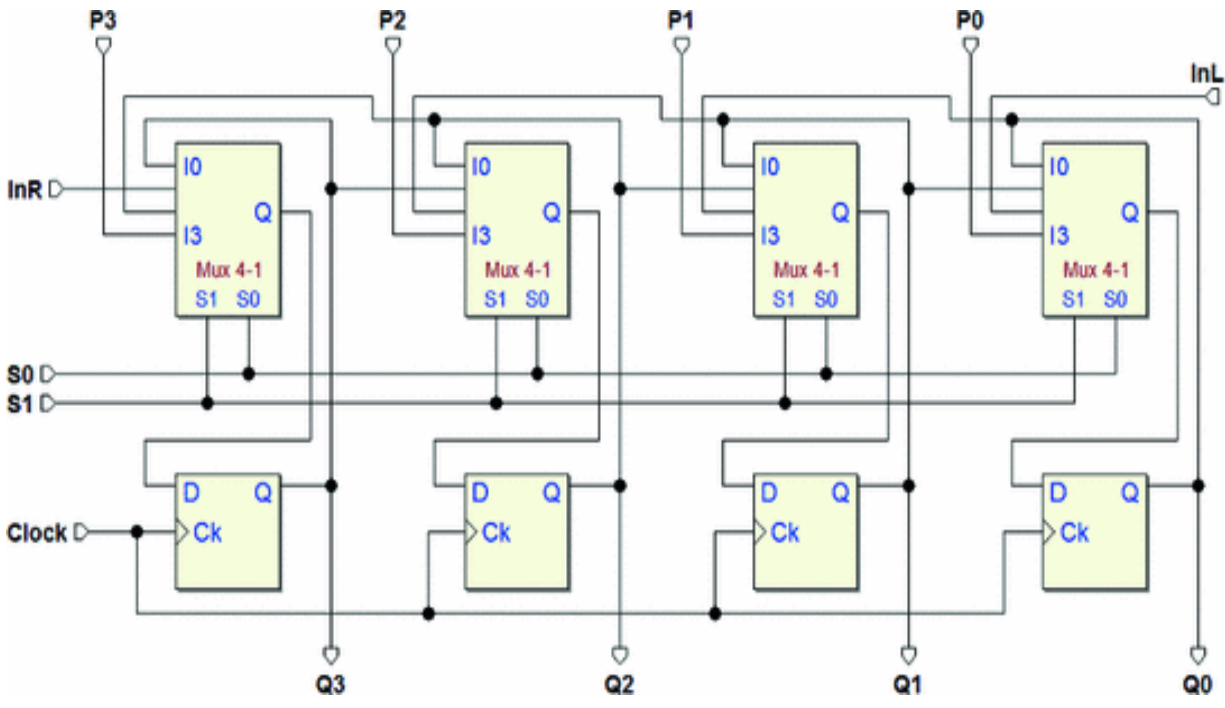 P3 P2 P1 P0
InL
I0 I0 I0 I0
InR
Q Q Q Q
I3 I3 I3 I3
Mux 4-1 Mux 4-1 Mux 4-1 Mux 4-1
S1 S0 S1 S0 S1 S0 S1 S0
S0
S1
D Q D Q D Q D Q
Clock Ck Ck Ck Ck
Q3 Q2 Q1 Q0